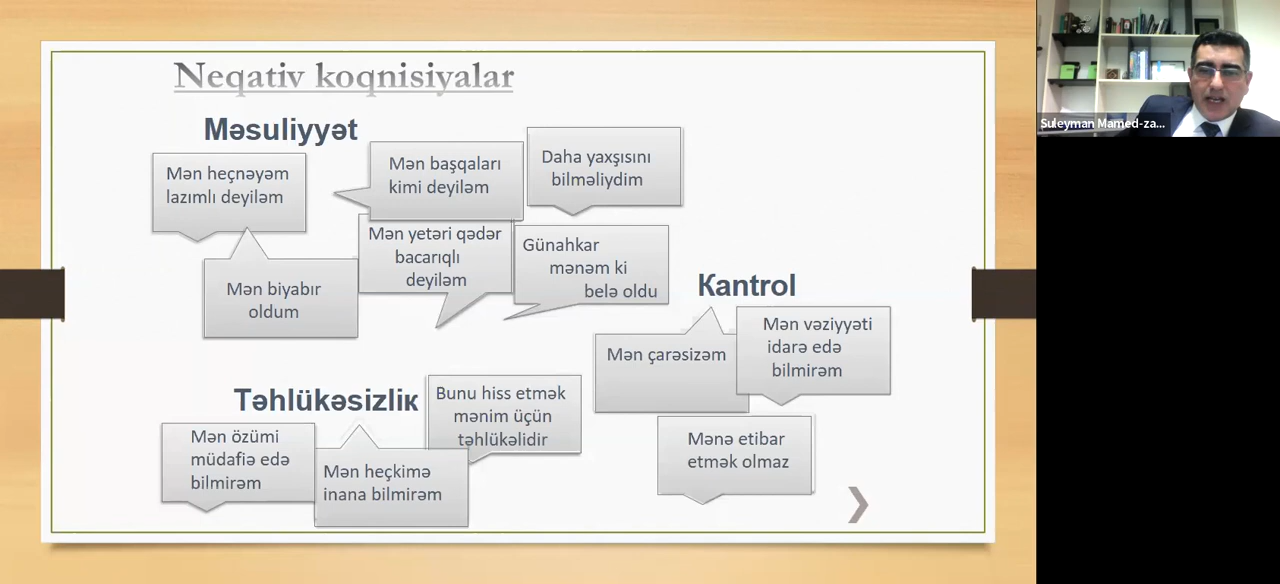 Neqativ koqnisiyalar
Məsuliyyət
Mən heçnəyəm
lazımlı deyiləm
Mən başqaları
kimi deyiləm
Daha yaxşısını
bilməliydim
Mən biyabır
oldum
Mən yetəri qədər
bacarıqlı
deyiləm
Günahkar
mənəm ki
belə oldu
Kantrol
Mən çarəsizəm
Mən vəziyyəti
idarə edə
bilmirəm
Mənə etibar
etmək olmaz
Təhlükəsizliк
Bunu hiss etmək
mənim üçün
təhlükəlidir
Mən özümi
müdafiə edə
bilmirəm
Mən heçkimə
inana bilmirəm
Suleyman Mamed-za...